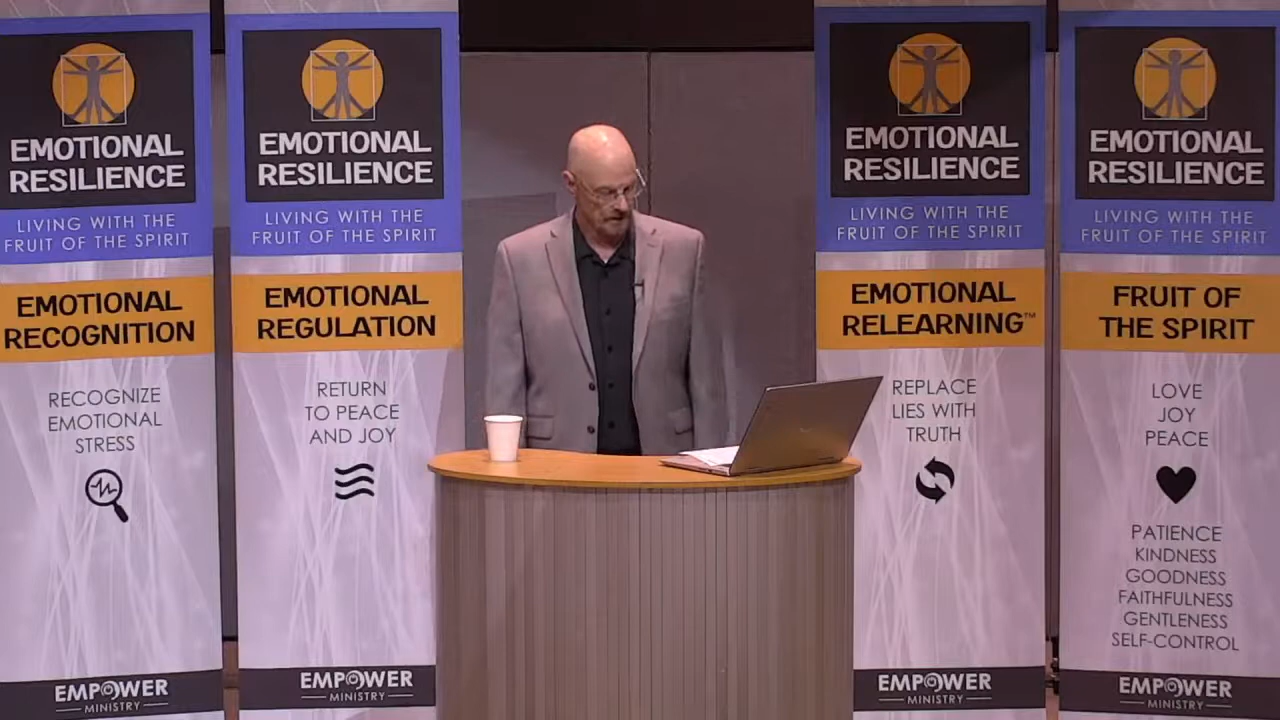 EMOTIONAL
RESILIENCE
LIVING WITH THE
FRUIT OF THE SPIRIT
EMOTIONAL
RECOGNITION
RECOGNIZE
EMOTIONAL
STRESS
EMPOWER
MINISTRY
EMOTIONAL
RESILIENCE
LIVING WITH THE
FRUIT OF THE SPIRIT
EMOTIONAL
REGULATION
RETURN
TO PEACE
AND JOY
EMPOWER
MINISTRY
EMOTIONAL
RESILIENCE
LIVING WITH THE
FRUIT OF THE SPIRIT
EMOTIONAL
RELEARNING™
REPLACE
LIES WITH
TRUTH
EMPOWER
MINISTRY
EMOTIONAL
RESILIENCE
LIVING WITH THE
FRUIT OF THE SPIRIT
FRUIT OF
THE SPIRIT
LOVE
JOY
PEACE
PATIENCE
KINDNESS
GOODNESS
FAITHFULNESS
GENTLENESS
SELF-CONTROL
EMPOWER
MINISTRY